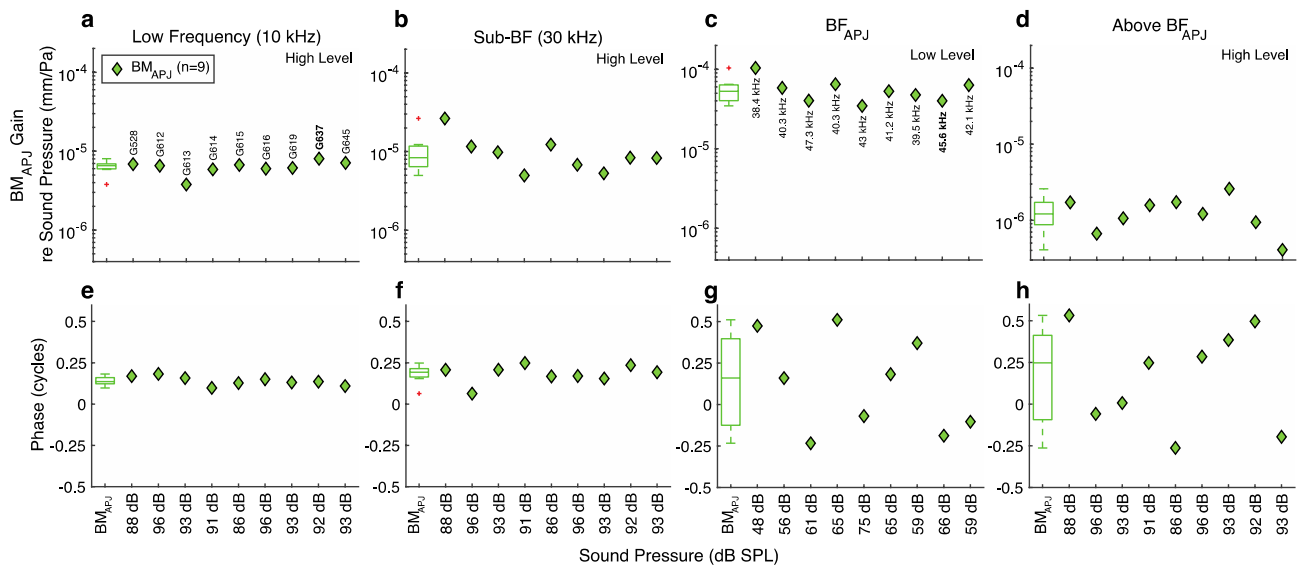 a
Low Frequency (10 kHz)
High Level
BM_APJ (n=9)
BM_APJ Gain
re Sound Pressure (mm/Pa)
10^-4
10^-5
10^-6
G528
G612
G613
G614
G615
G616
G619
G637
G645
b
Sub-BF (30 kHz)
High Level
10^-4
10^-5
10^-6
c
BF_APJ
Low Level
10^-4
10^-5
10^-6
38.4 kHz
40.3 kHz
47.3 kHz
40.3 kHz
43 kHz
41.2 kHz
39.5 kHz
45.6 kHz
42.1 kHz
d
Above BF_APJ
High Level
10^-4
10^-5
10^-6
e
Phase (cycles)
0.5
0.25
0
-0.25
-0.5
BM_APJ
88 dB
96 dB
93 dB
91 dB
86 dB
96 dB
93 dB
92 dB
93 dB
f
0.5
0.25
0
-0.25
-0.5
BM_APJ
88 dB
96 dB
93 dB
91 dB
86 dB
96 dB
93 dB
92 dB
93 dB
g
0.5
0.25
0
-0.25
-0.5
BM_APJ
48 dB
56 dB
61 dB
65 dB
75 dB
65 dB
59 dB
66 dB
59 dB
h
0.5
0.25
0
-0.25
-0.5
BM_APJ
88 dB
96 dB
93 dB
91 dB
86 dB
96 dB
93 dB
92 dB
93 dB
Sound Pressure (dB SPL)